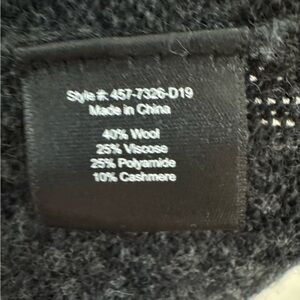 Style #: 457-7326-D19
Made in China
40% Wool
25% Viscose
25% Polyamide
10% Cashmere